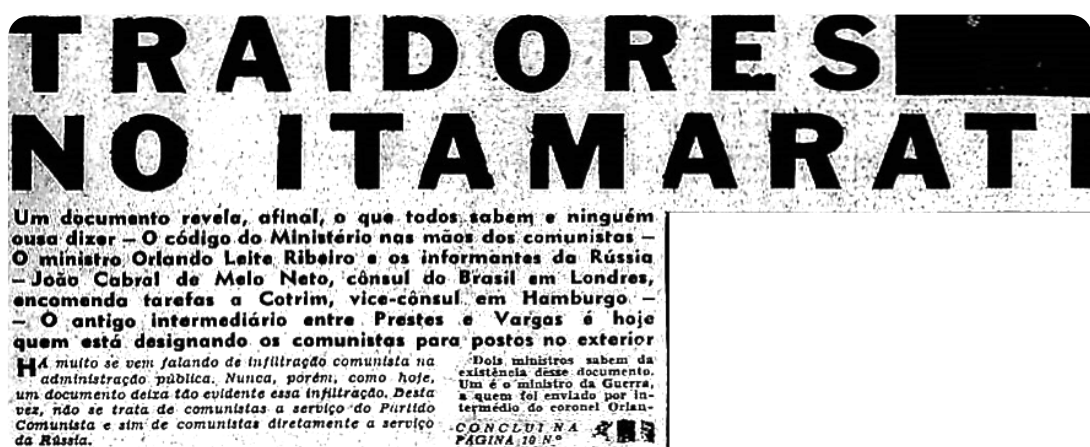 TRAIDORES
NO ITAMARATI
Um documento revela, afinal, o que todos sabem e ninguém
ousa dizer — O código do Ministério nas mãos dos comunistas —
O ministro Orlando Leite Ribeiro e os informantes da Rússia
— João Cabral de Melo Neto, cônsul do Brasil em Londres,
encomenda tarefas a Cotrim, vice-cônsul em Hamburgo —
— O antigo intermediário entre Prestes e Vargas é hoje
quem está designando os comunistas para postos no exterior
HÁ muito se vem falando de infiltração comunista na
administração pública. Nunca, porém, como hoje,
um documento deixa tão evidente essa infiltração. Desta
vez, não se trata de comunistas a serviço do Partido
Comunista e sim de comunistas diretamente a serviço
da Rússia.
Dois ministros sabem da
existência dêsse documento.
Um é o ministro da Guerra,
a quem foi enviado por in-
termédio do coronel Orlan-
CONCLUI NA
PÁGINA 10 N.º